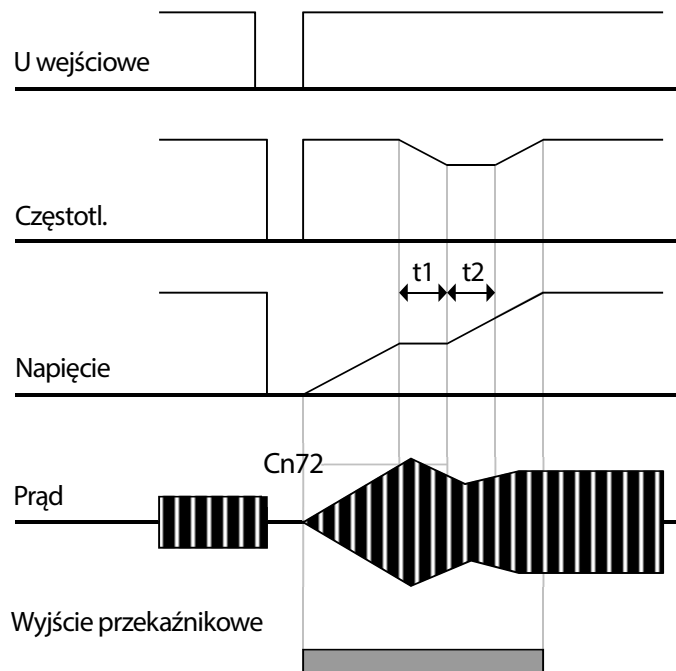 U wejściowe
Częstotl.
t1 t2
Napięcie
Cn72
Prąd
Wyjście przekaźnikowe